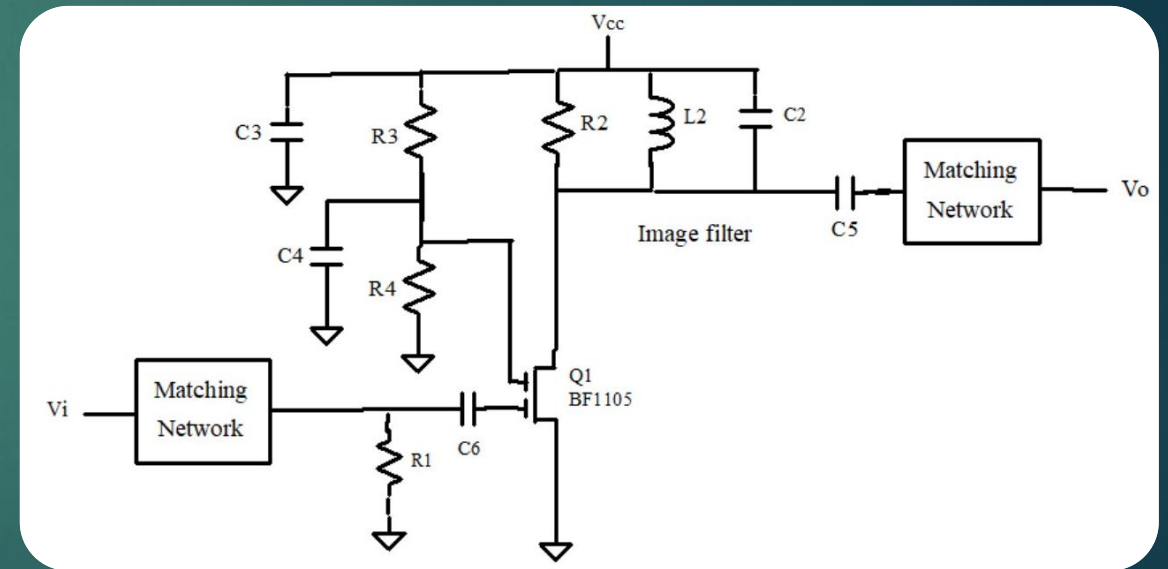 Vcc
C3
R3
R2
L2
C2
Matching
Network
Vo
C4
R4
Image filter
C5
Vi
Matching
Network
R1
C6
Q1
BF1105